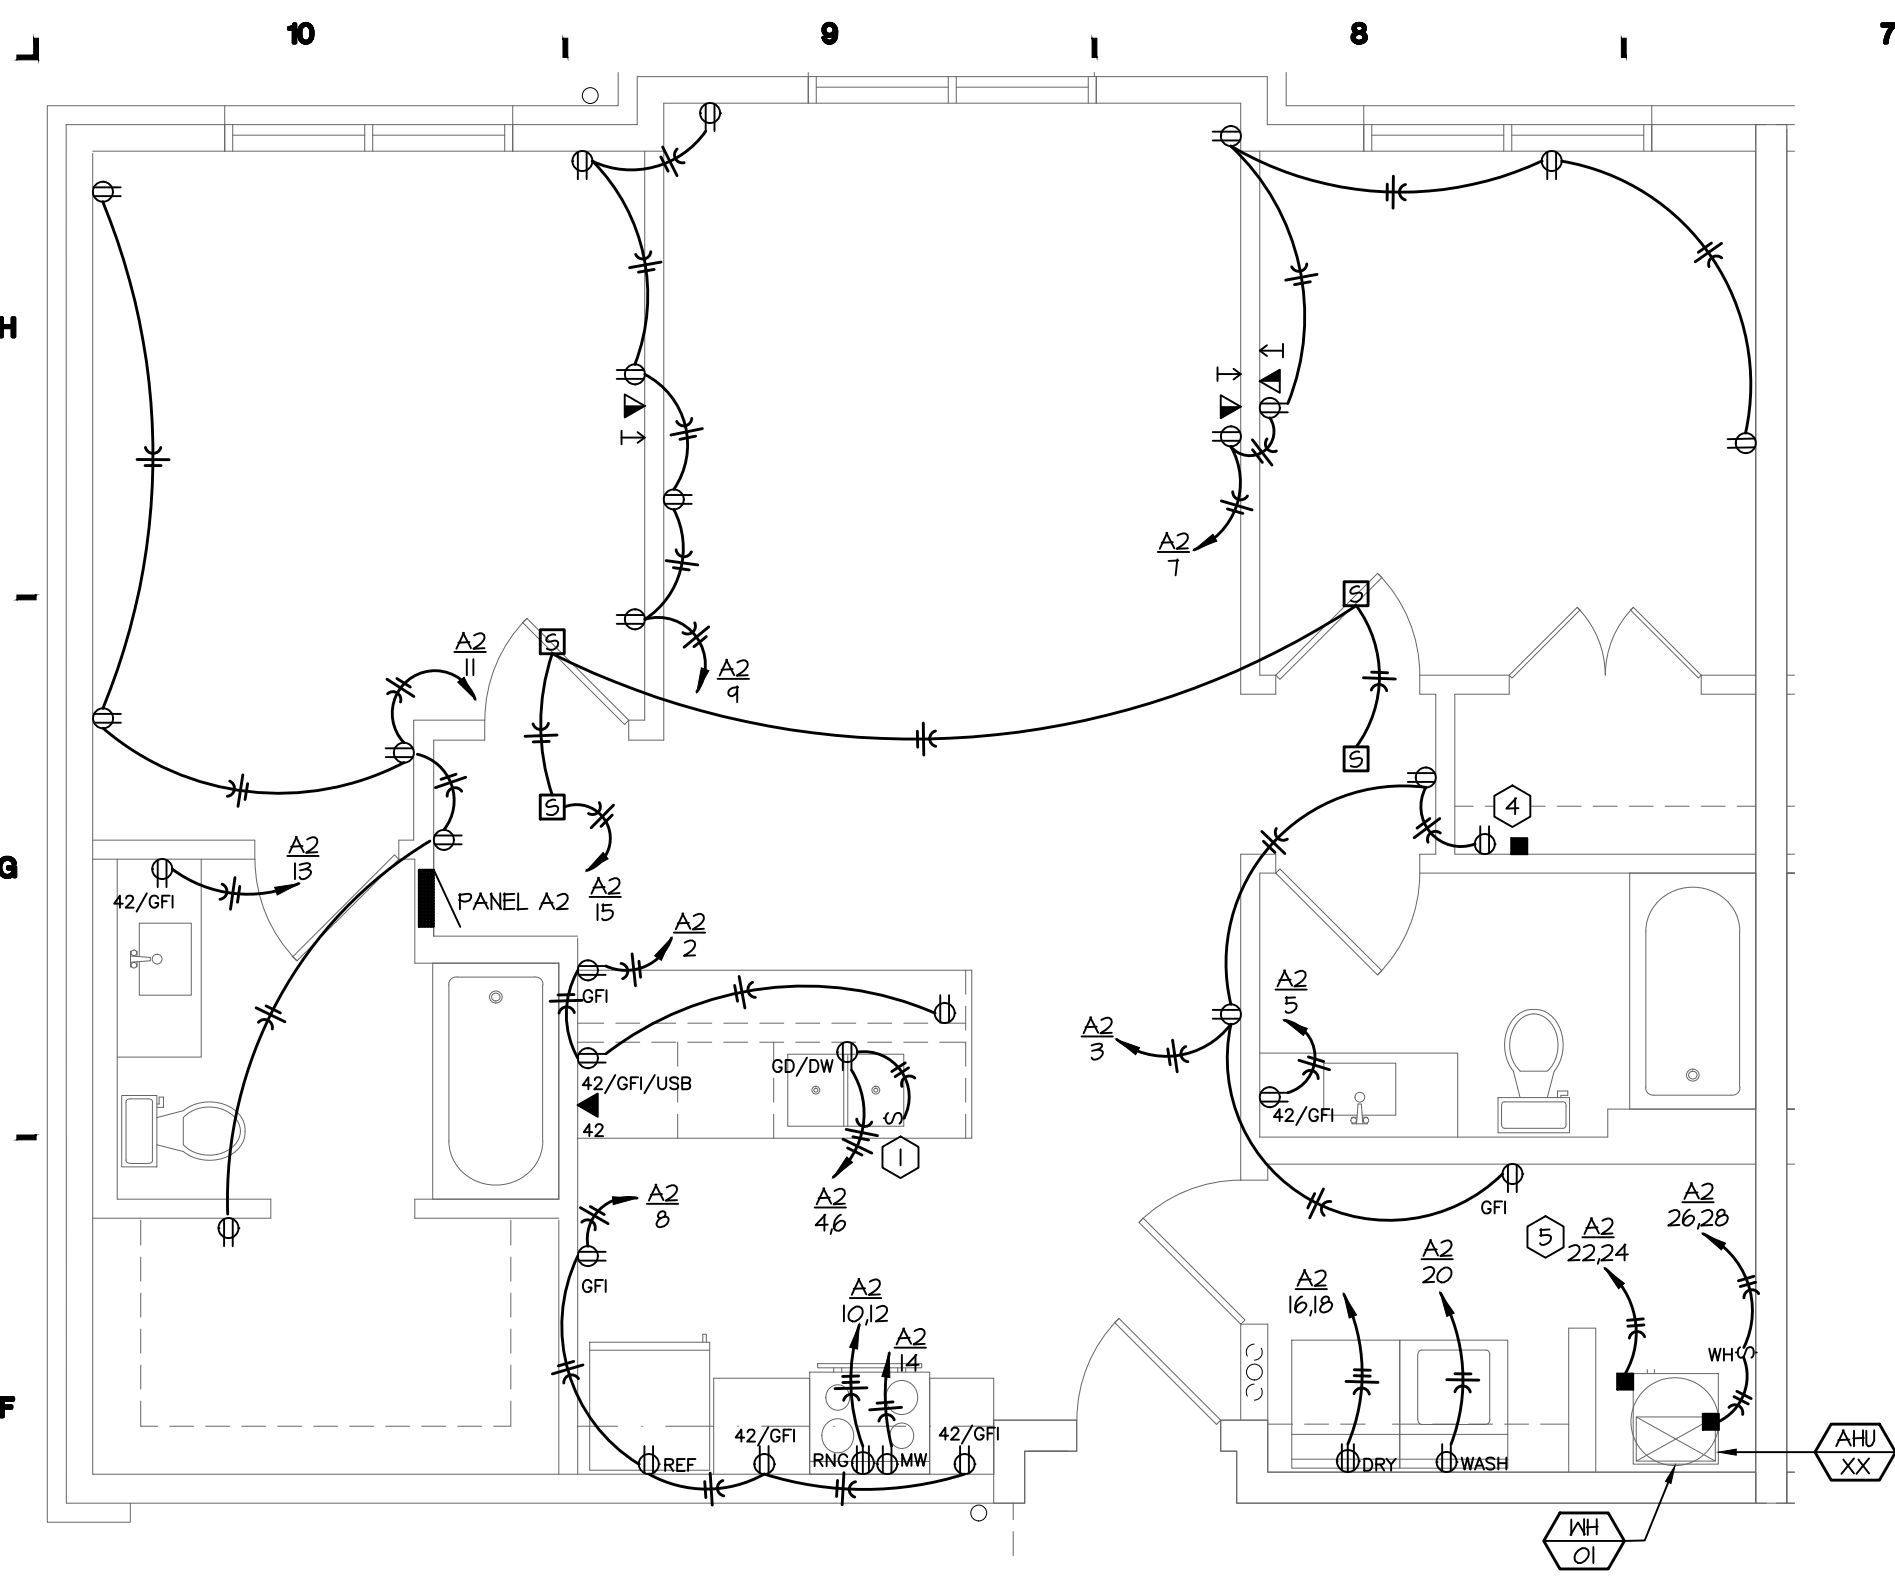 10
9
8
7
H
S
A2
7
S
A2
11
A2
9
S
S
4
G
A2
13
42/GFI
PANEL A2
A2
15
A2
2
GFI
A2
5
A2
3
GD/DW
42/GFI/USB
42
S
1
42/GFI
A2
8
A2
4,6
GFI
A2
26,28
5
A2
22,24
A2
20
A2
16,18
GFI
A2
10,12
A2
14
WH
S
F
42/GFI
42/GFI
REF
RNG
MW
DRY
WASH
AHU
XX
WH
01